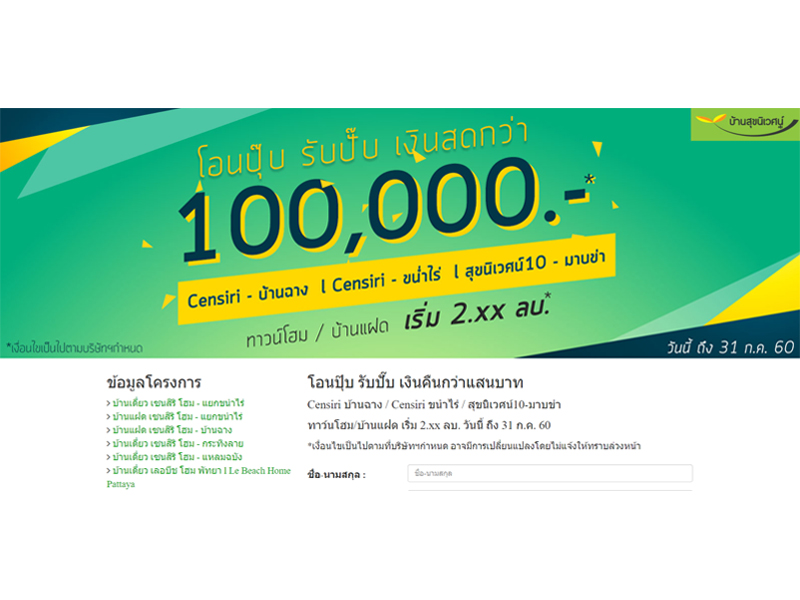 บ้านสุขนิเวศน์
โอนปุ๊บ รับปั๊บ เงินสดกว่า
100,000.-*
Censiri - บ้านฉาง l Censiri - ขน่ำไร่ l สุขนิเวศน์10 - มาบข่า
ทาวน์โฮม / บ้านแฝด เริ่ม 2.xx ลบ.*
*เงื่อนไขเป็นไปตามบริษัทฯกำหนด
วันนี้ ถึง 31 ก.ค. 60
ข้อมูลโครงการ
> บ้านเดี่ยว เซนสิริ โฮม - แยกขนำไร่
> บ้านแฝด เซนสิริ โฮม - แยกขนำไร่
> บ้านแฝด เซนสิริ โฮม - บ้านฉาง
> บ้านเดี่ยว เซนสิริ โฮม - กระทิงลาย
> บ้านเดี่ยว เซนสิริ โฮม - แหลมฉบัง
> บ้านเดี่ยว เลอบีช โฮม พัทยา l Le Beach Home
Pattaya
โอนปุ๊บ รับปั๊บ เงินคืนกว่าแสนบาท
Censiri บ้านฉาง / Censiri ขนำไร่ / สุขนิเวศน์10-มาบข่า
ทาว์นโฮม/บ้านแฝด เริ่ม 2.xx ลบ. วันนี้ ถึง 31 ก.ค. 60
*เงื่อนไขเป็นไปตามที่บริษัทฯกำหนด อาจมีการเปลี่ยนแปลงโดยไม่แจ้งให้ทราบล่วงหน้า
ชื่อ-นามสกุล :
ชื่อ-นามสกุล